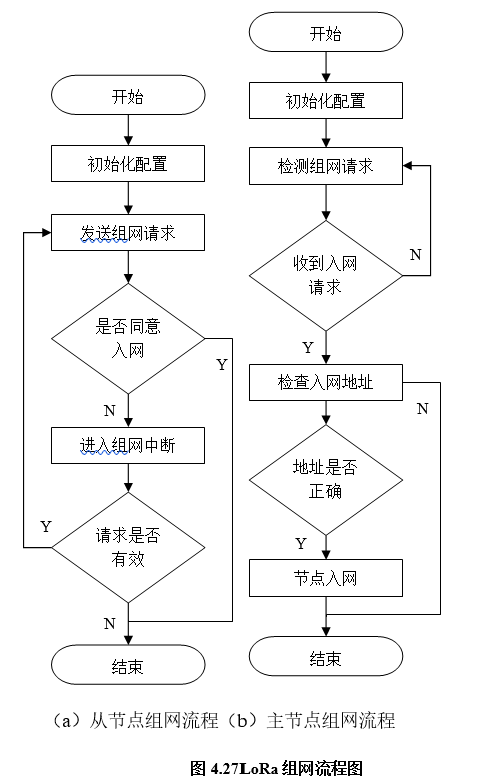 开始
初始化配置
发送组网请求
是否同意
入网
Y
N
进入组网中断
请求是否
有效
Y
N
结束
开始
初始化配置
检测组网请求
收到入网
请求
N
Y
检查入网地址
N
地址是否
正确
Y
节点入网
结束
（a）从节点组网流程（b）主节点组网流程
图 4.27LoRa 组网流程图